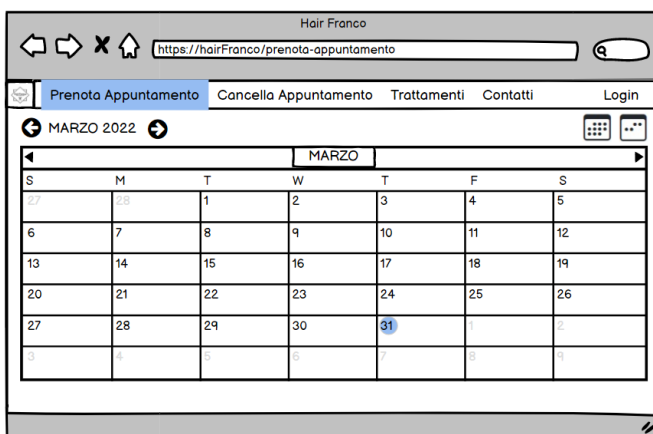 Hair Franco
https://hairFranco/prenota-appuntamento
Prenota Appuntamento Cancella Appuntamento Trattamenti Contatti Login
MARZO 2022
MARZO
S M T W T F S
27 28 1 2 3 4 5
6 7 8 9 10 11 12
13 14 15 16 17 18 19
20 21 22 23 24 25 26
27 28 29 30 31 1 2
3 4 5 6 7 8 9